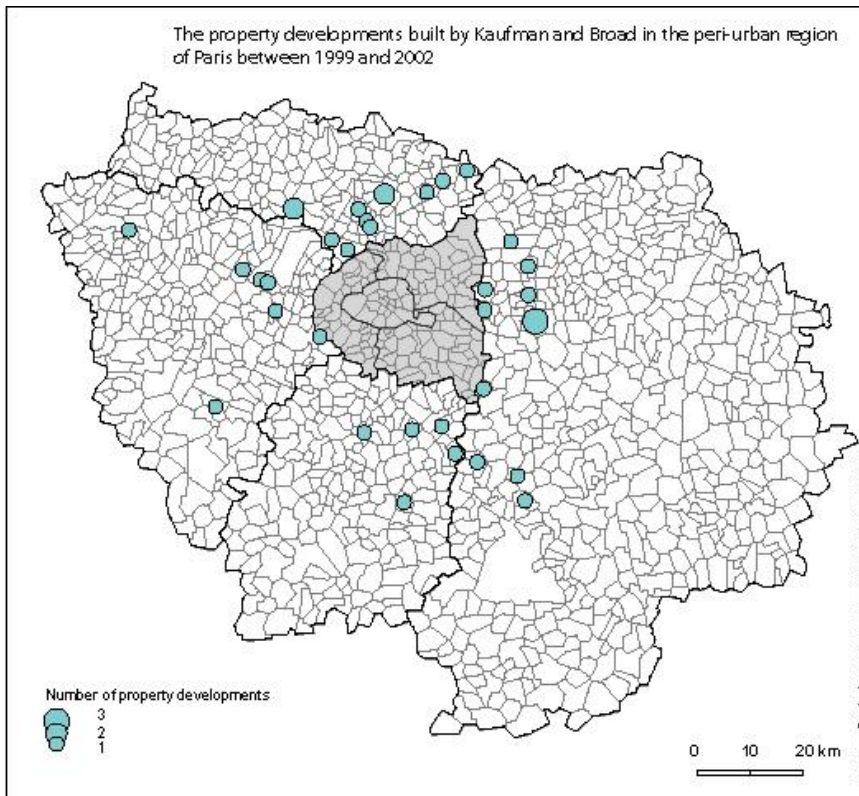 The property developments built by Kaufman and Broad in the peri-urban region
of Paris between 1999 and 2002
Number of property developments
3
2
1
0 10 20 km